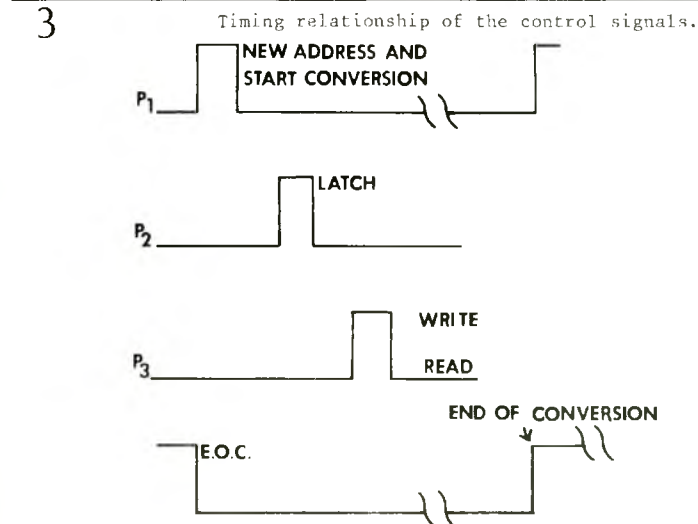 3
Timing relationship of the control signals.
NEW ADDRESS AND
START CONVERSION
P1
LATCH
P2
WRITE
P3
READ
END OF CONVERSION
E.O.C.